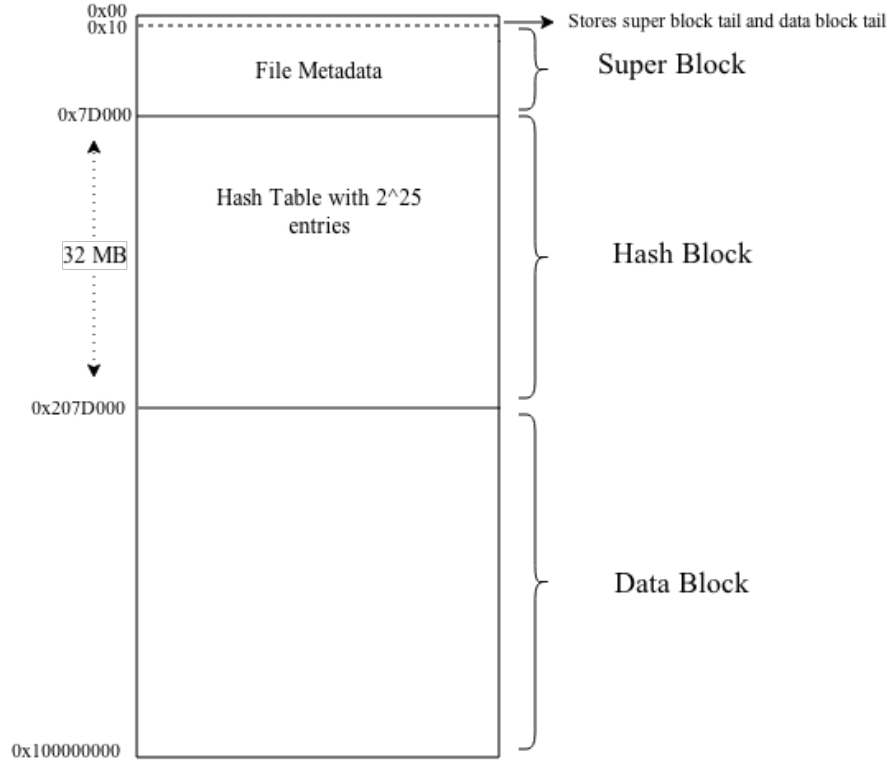 0x00
Stores super block tail and data block tail
0x10
File Metadata
Super Block
0x7D000
Hash Table with 2^25
entries
32 MB
Hash Block
0x207D000
Data Block
0x100000000